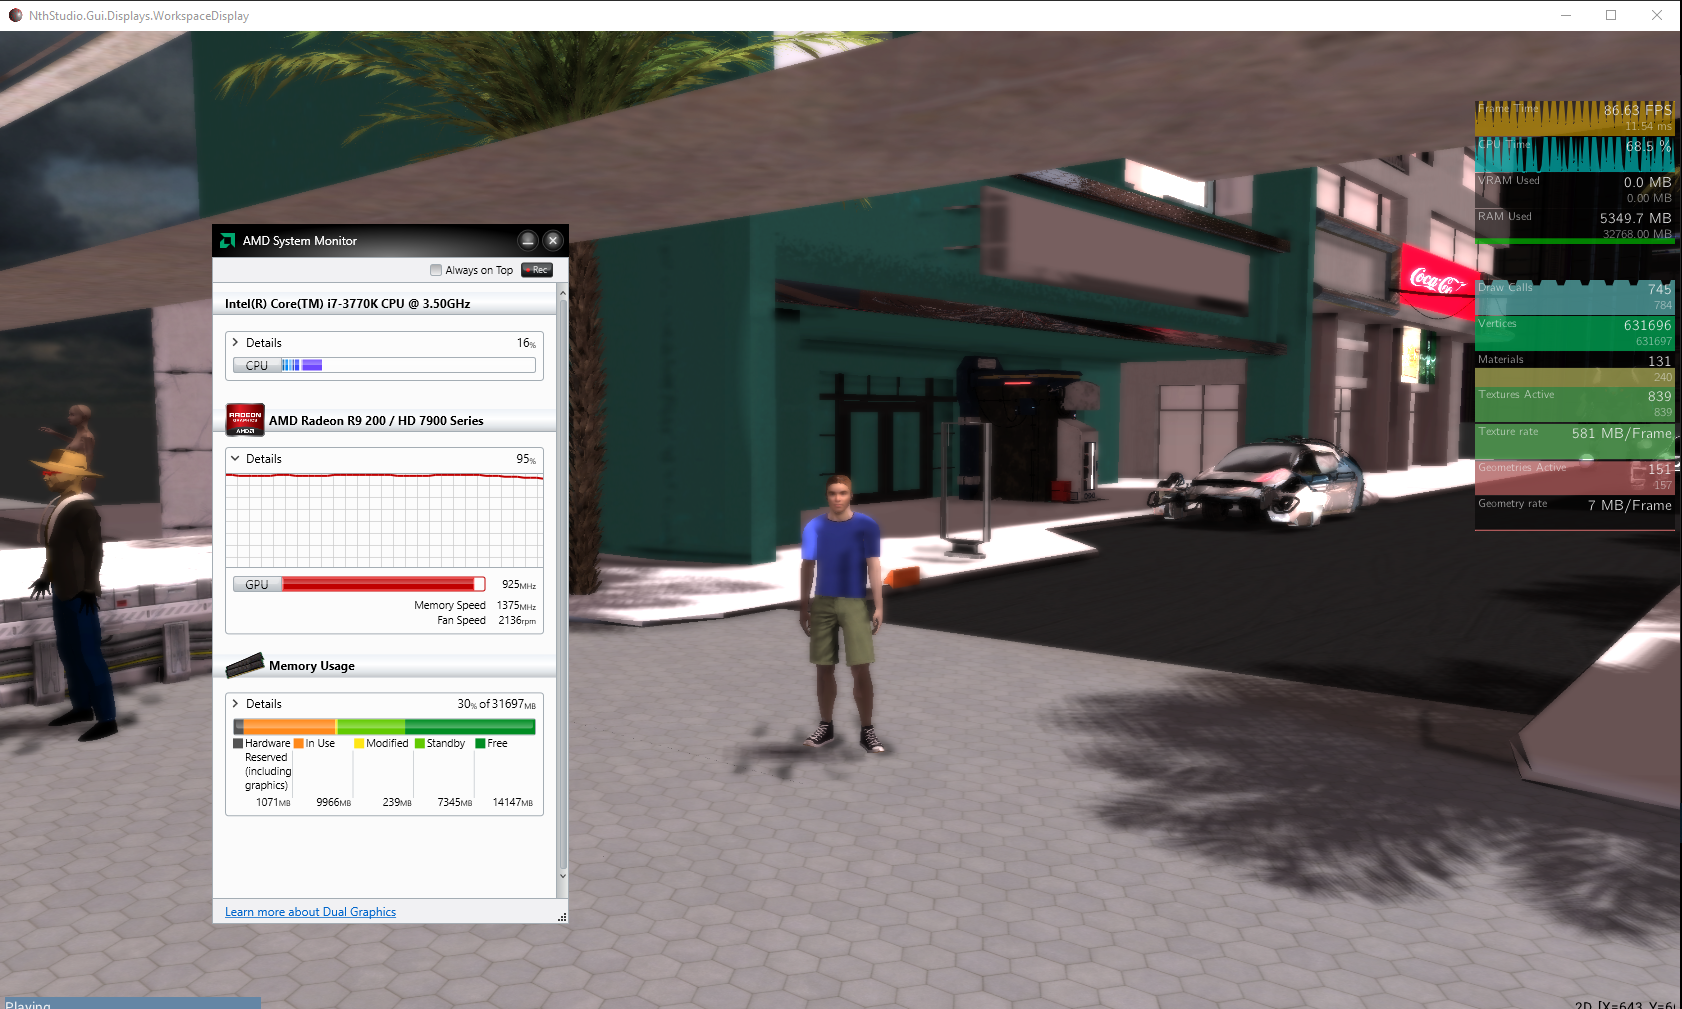 NthStudio.Gui.Displays.WorkspaceDisplay
AMD System Monitor
Always on Top
Rec
Intel(R) Core(TM) i7-3770K CPU @ 3.50GHz
Details 16%
CPU
RADEON
GRAPHICS
AMD
AMD Radeon R9 200 / HD 7900 Series
Details 95%
GPU 925MHz
Memory Speed 1375MHz
Fan Speed 2136rpm
Memory Usage
Details 30% of 31697MB
Hardware Reserved (including graphics) In Use Modified Standby Free
1071MB 9966MB 239MB 7345MB 14147MB
Learn more about Dual Graphics
Coca-Co
Frame Time 86.63 FPS
11.54 ms
CPU Time 68.5 %
VRAM Used 0.0 MB
0.00 MB
RAM Used 5349.7 MB
32768.00 MB
Draw Calls 745
784
Vertices 631696
631697
Materials 131
240
Textures Active 839
839
Texture rate 581 MB/Frame
Geometries Active 151
157
Geometry rate 7 MB/Frame
Playing
2D [X=643, Y=6